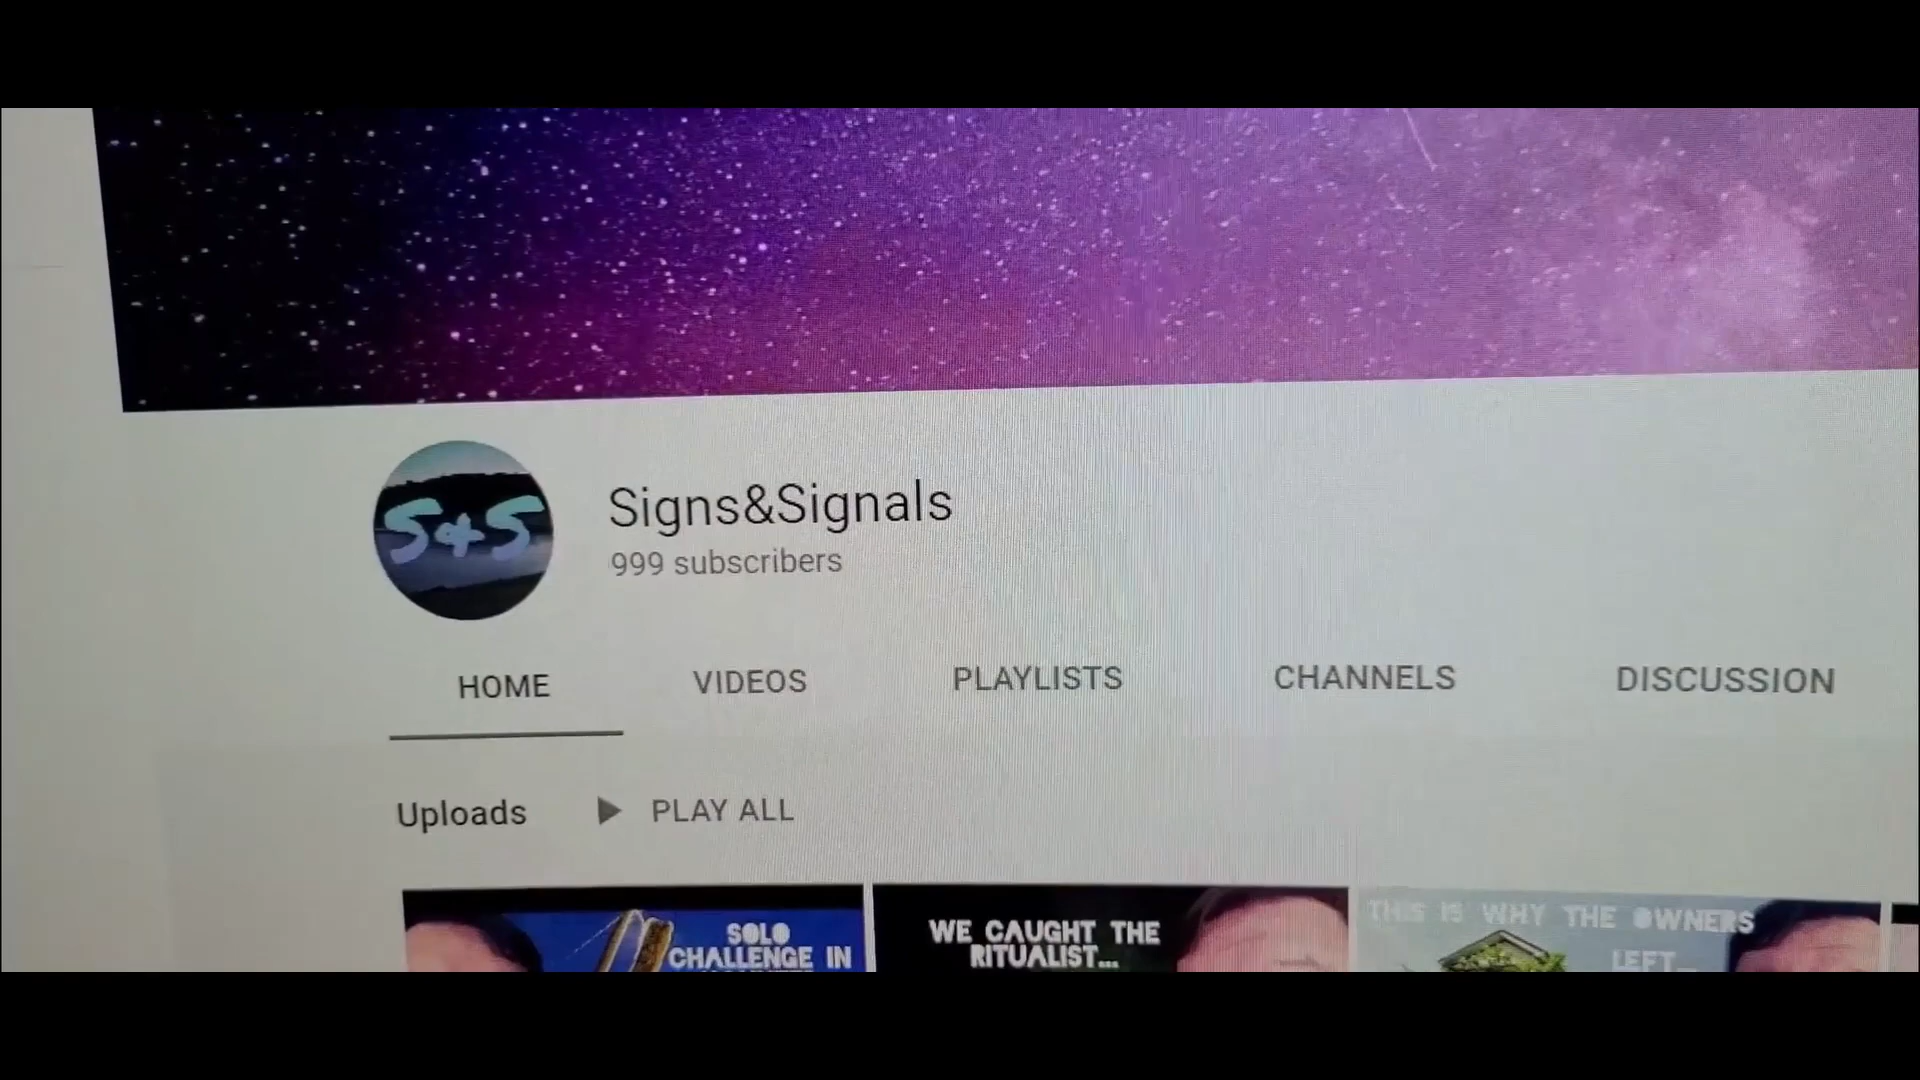 S&S
Signs&Signals
999 subscribers
HOME VIDEOS PLAYLISTS CHANNELS DISCUSSION
Uploads PLAY ALL
SOLO
CHALLENGE IN
WE CAUGHT THE
RITUALIST...
THIS IS WHY THE OWNERS
LEFT...